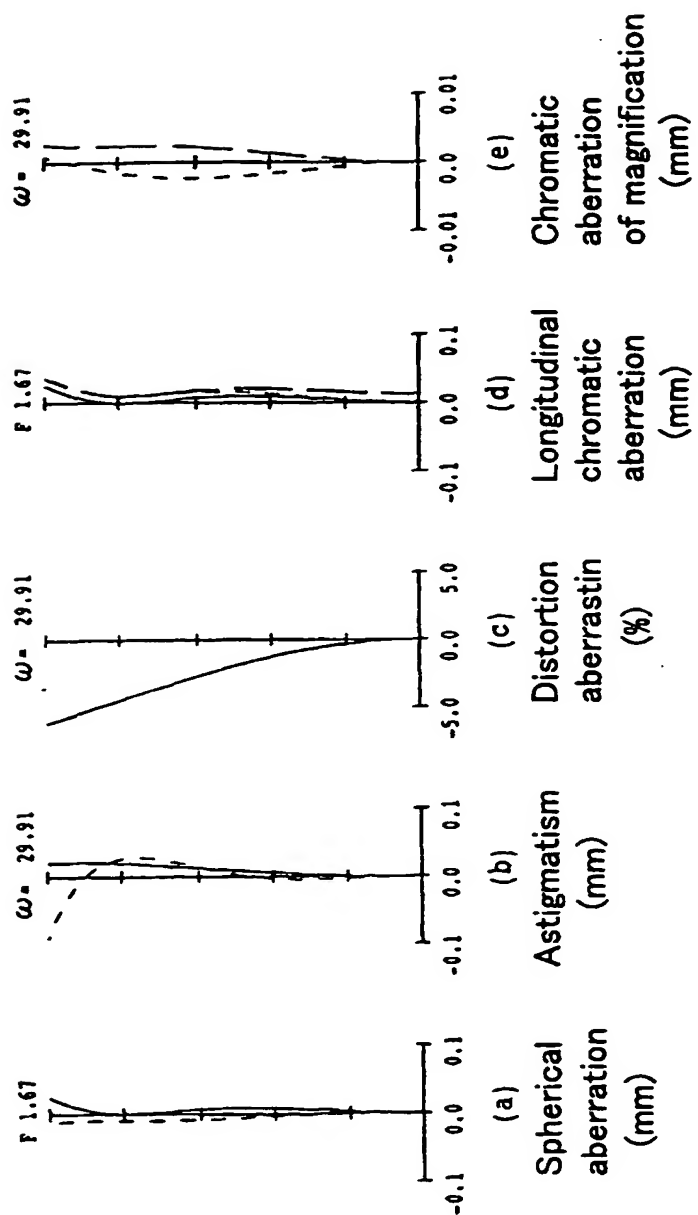 F 1.67
-0.1 0.0 0.1
(a)
Spherical
aberration
(mm)
ω= 29.91
-0.1 0.0 0.1
(b)
Astigmatism
(mm)
ω= 29.91
-5.0 0.0 5.0
(c)
Distortion
aberrastin
(%)
F 1.67
-0.1 0.0 0.1
(d)
Longitudinal
chromatic
aberration
(mm)
ω= 29.91
-0.01 0.0 0.01
(e)
Chromatic
aberration
of magnification
(mm)